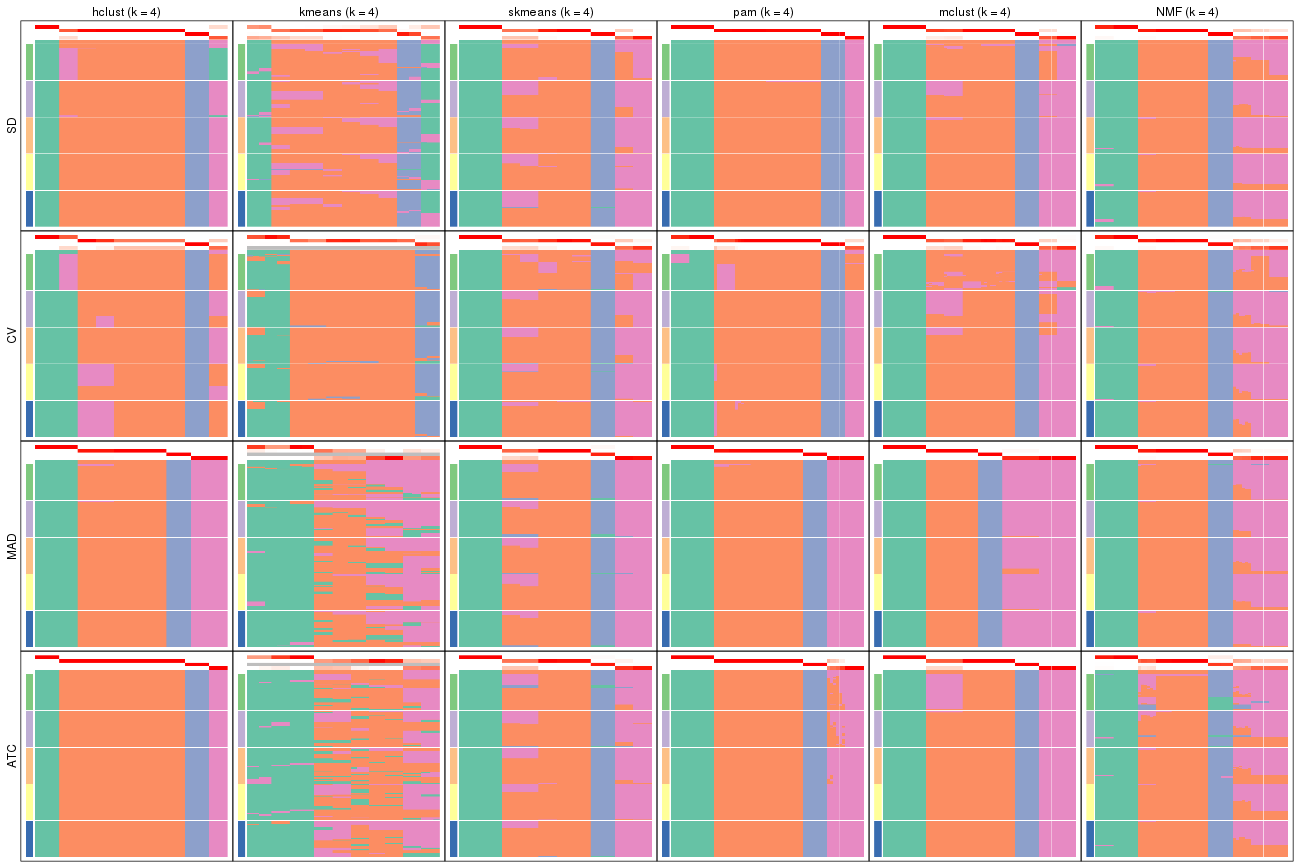 hclust (k = 4)
kmeans (k = 4)
skmeans (k = 4)
pam (k = 4)
mclust (k = 4)
NMF (k = 4)
SD
CV
MAD
ATC